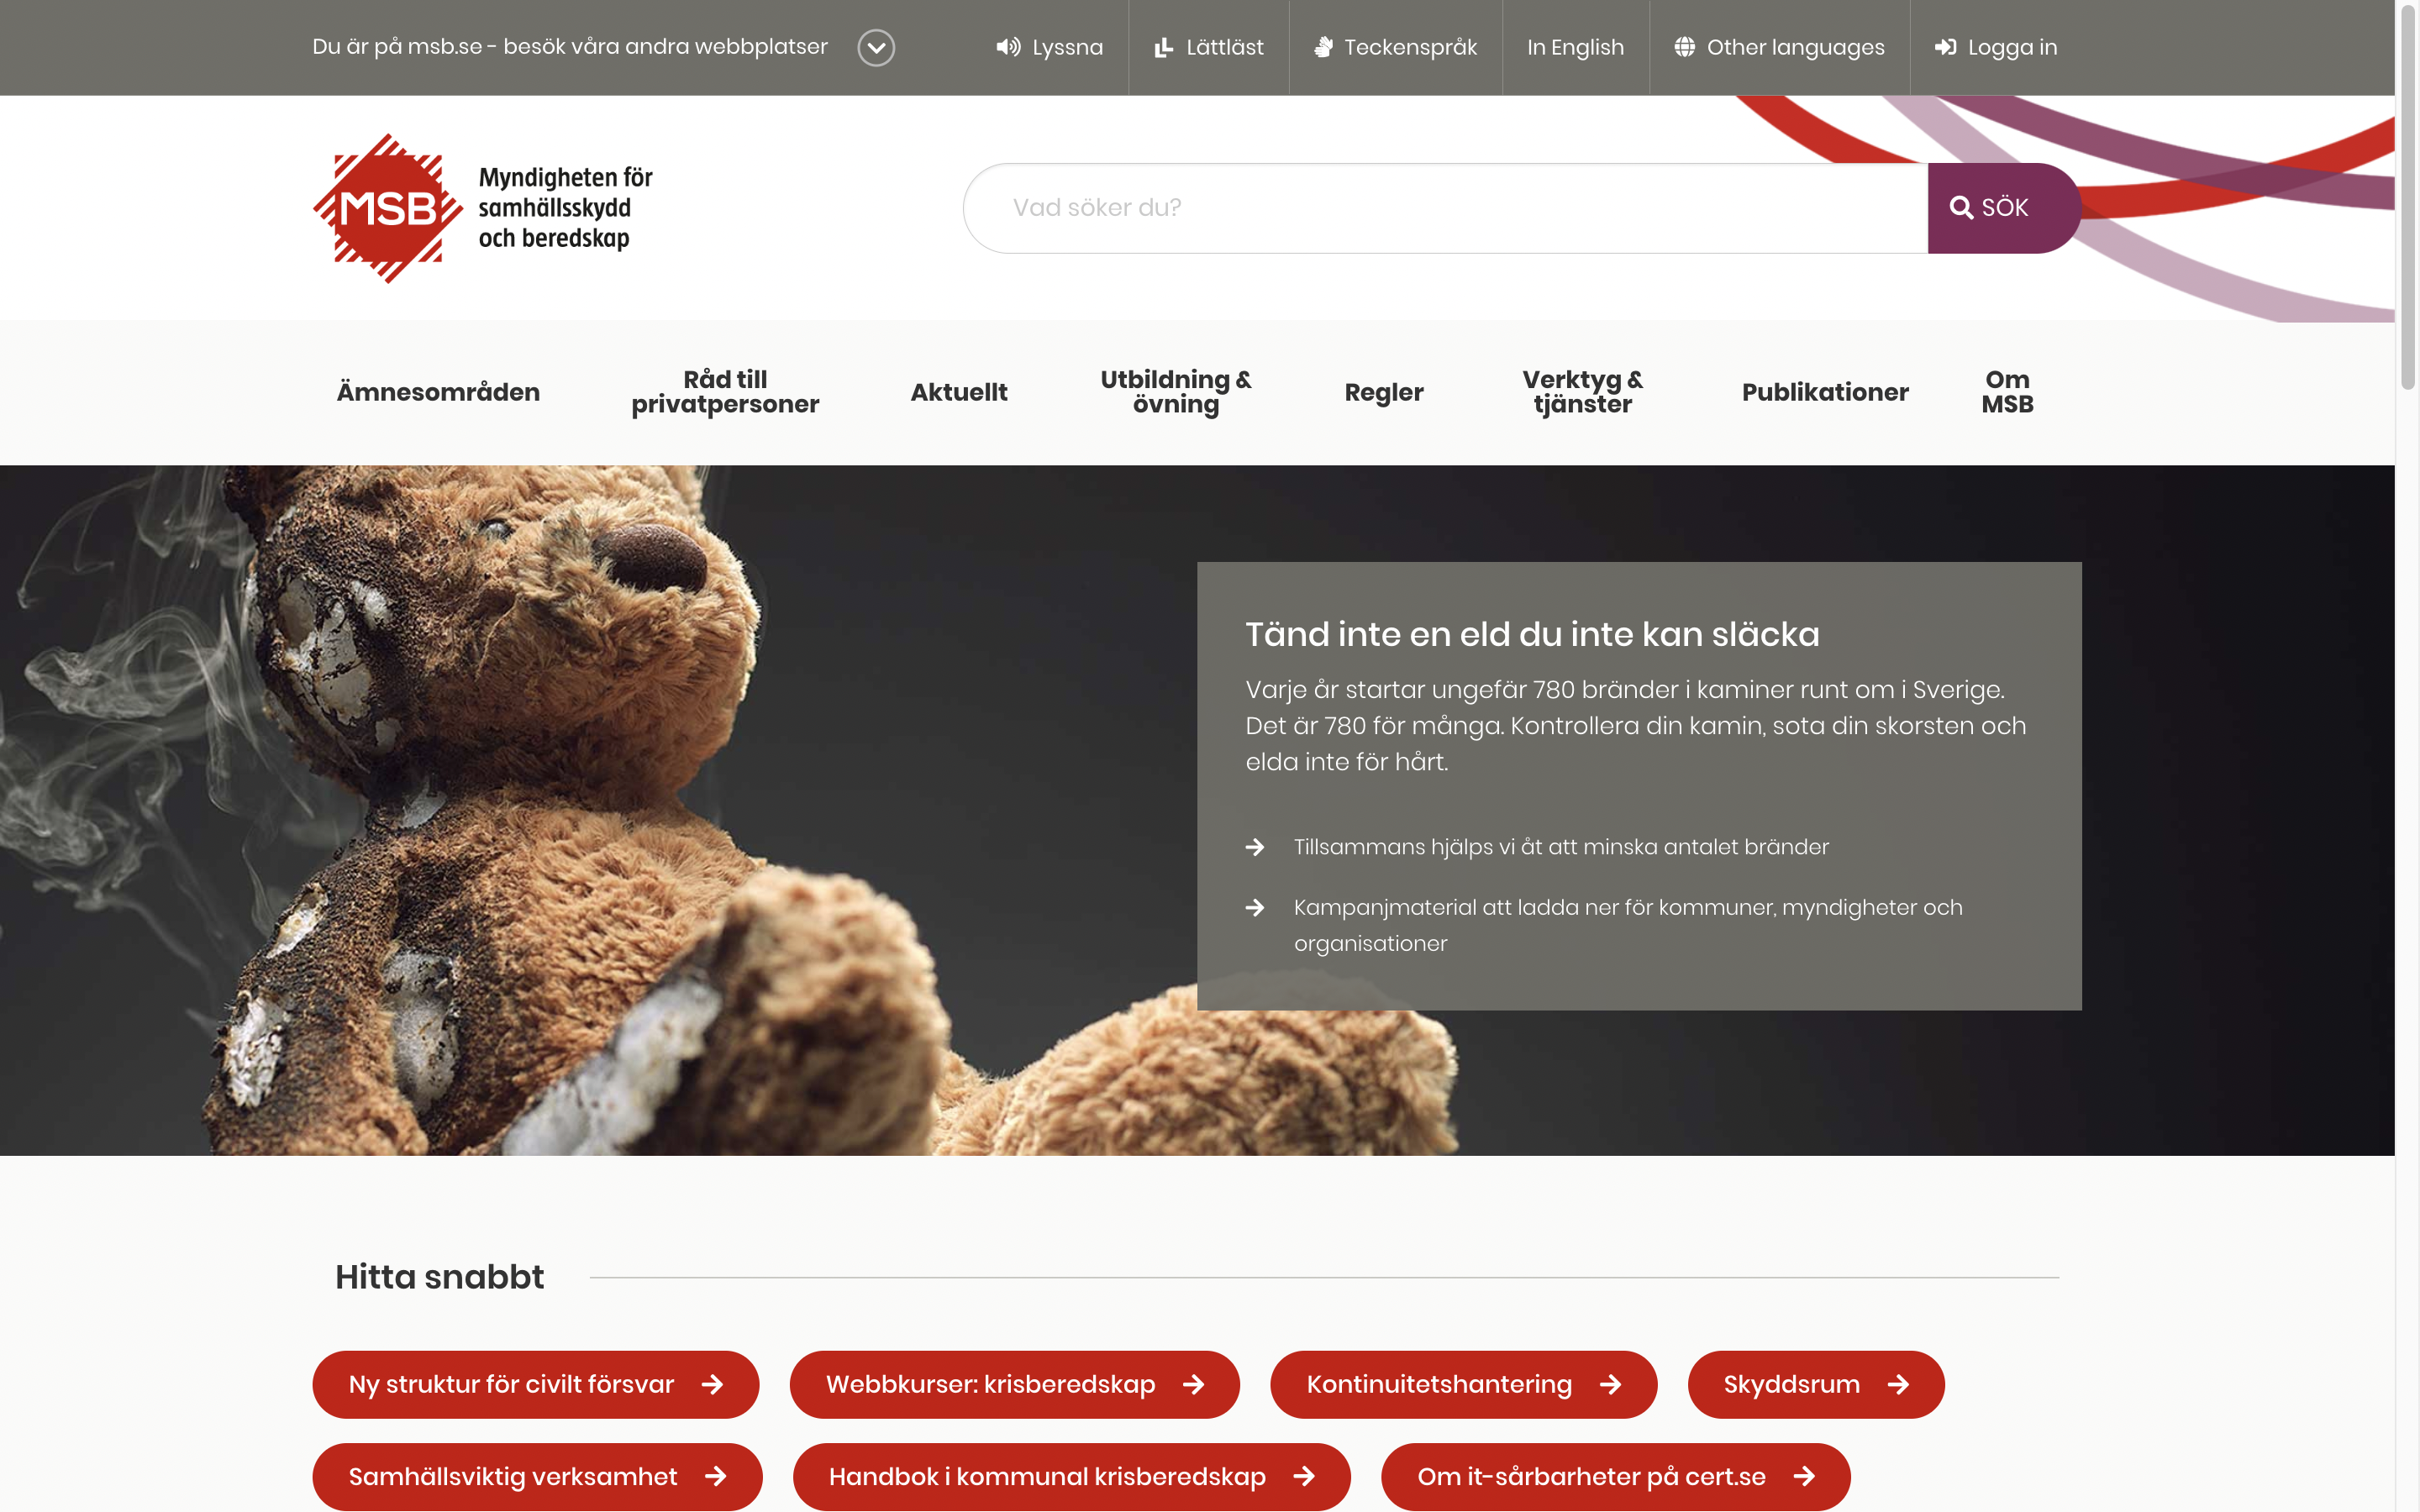 Du är på msb.se - besök våra andra webbplatser
Lyssna
Lättläst
Teckenspråk
In English
Other languages
Logga in
MSB
Myndigheten för
samhällsskydd
och beredskap
Vad söker du?
SÖK
Ämnesområden
Råd till
privatpersoner
Aktuellt
Utbildning &
övning
Regler
Verktyg &
tjänster
Publikationer
Om
MSB
Tänd inte en eld du inte kan släcka
Varje år startar ungefär 780 bränder i kaminer runt om i Sverige.
Det är 780 för många. Kontrollera din kamin, sota din skorsten och
elda inte för hårt.
Tillsammans hjälps vi åt att minska antalet bränder
Kampanjmaterial att ladda ner för kommuner, myndigheter och
organisationer
Hitta snabbt
Ny struktur för civilt försvar
Webbkurser: krisberedskap
Kontinuitetshantering
Skyddsrum
Samhällsviktig verksamhet
Handbok i kommunal krisberedskap
Om it-sårbarheter på cert.se